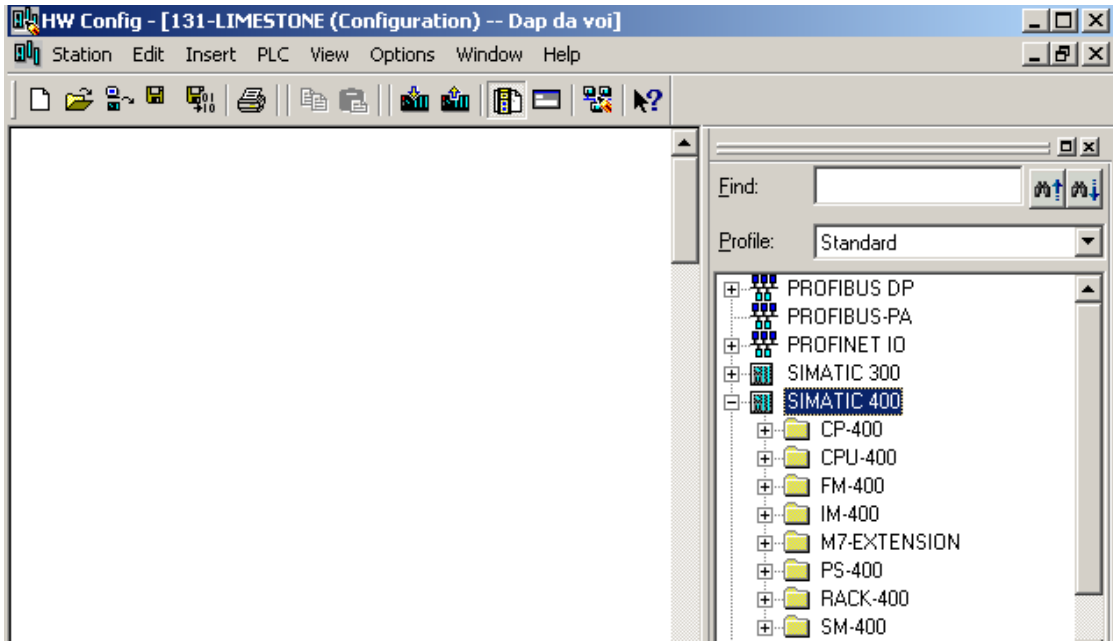 HW Config - [131-LIMESTONE (Configuration) -- Dap da voi]
Station Edit Insert PLC View Options Window Help
Find:
Profile: Standard
PROFIBUS DP
PROFIBUS-PA
PROFINET IO
SIMATIC 300
SIMATIC 400
CP-400
CPU-400
FM-400
IM-400
M7-EXTENSION
PS-400
RACK-400
SM-400